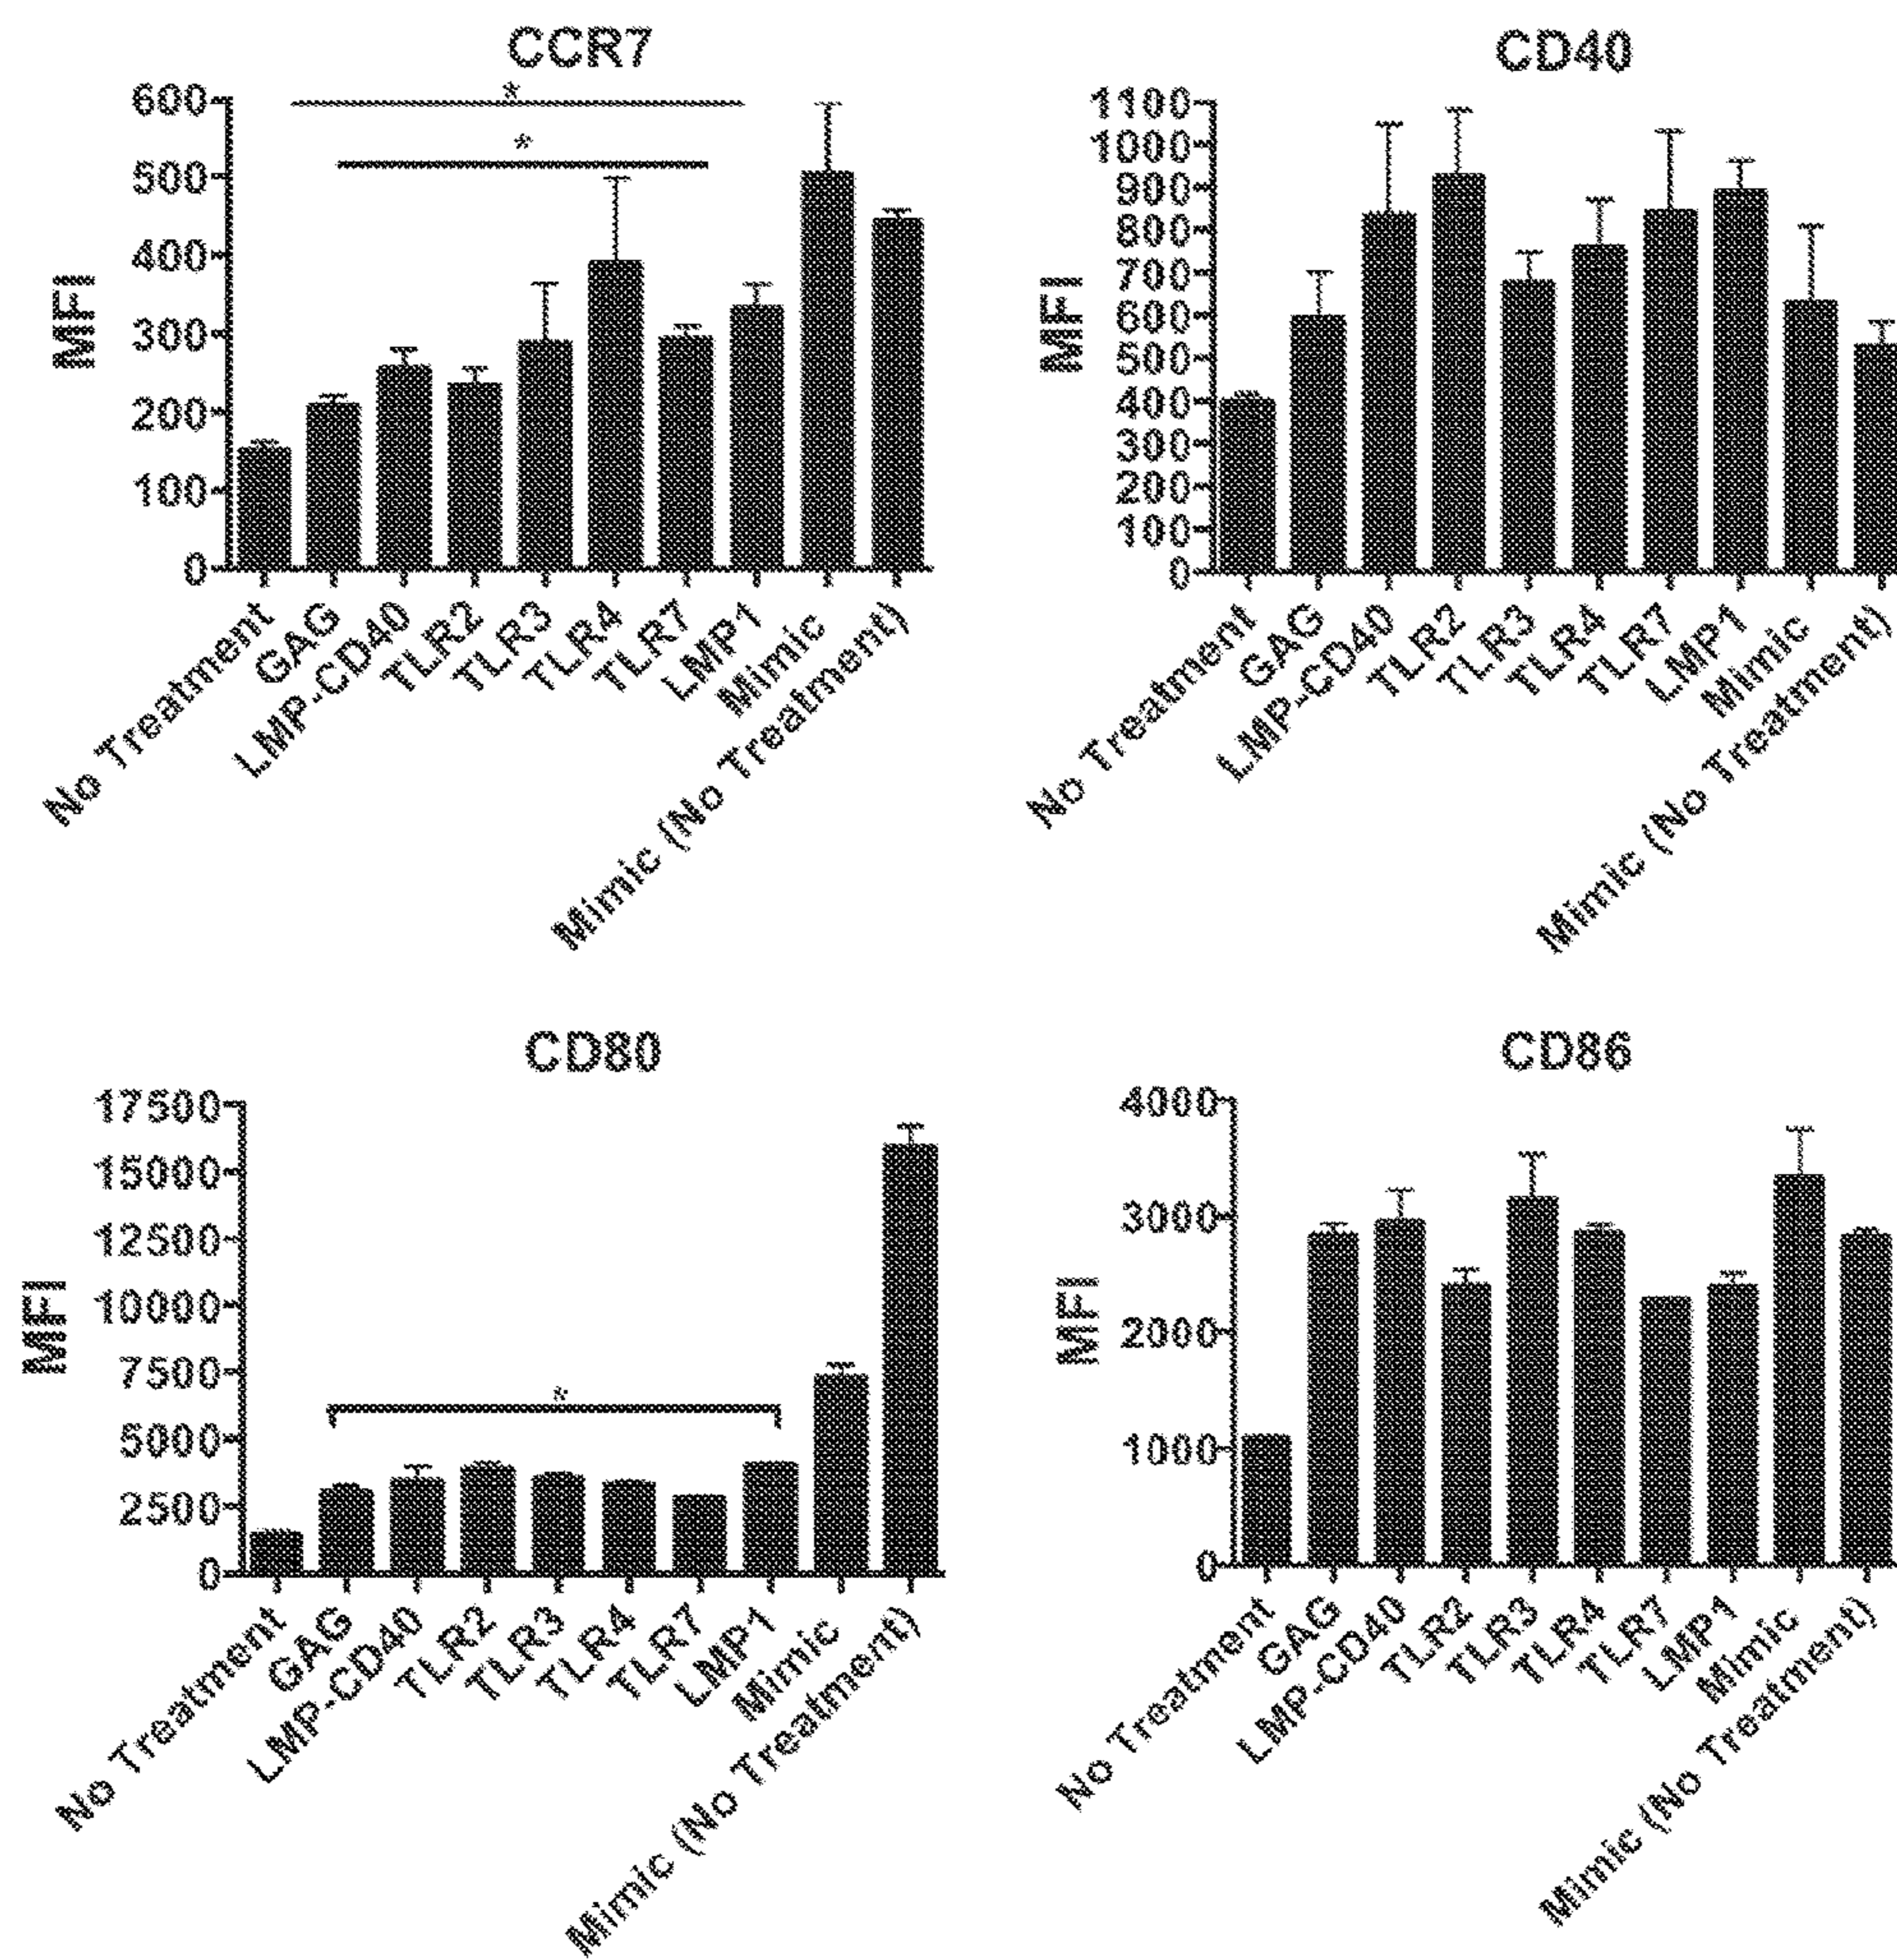 CCR7
*
*
600
500
400
300
200
100
0
MFI
No Treatment
GAG
LMP-CD40
TLR2
TLR3
TLR4
TLR7
LMP1
Mimic
Mimic (No Treatment)
CD40
1100
1000
900
800
700
600
500
400
300
200
100
0
MFI
No Treatment
GAG
LMP-CD40
TLR2
TLR3
TLR4
TLR7
LMP1
Mimic
Mimic (No Treatment)
CD80
17500
15000
12500
10000
7500
5000
2500
0
*
MFI
No Treatment
GAG
LMP-CD40
TLR2
TLR3
TLR4
TLR7
LMP1
Mimic
Mimic (No Treatment)
CD86
4000
3000
2000
1000
0
MFI
No Treatment
GAG
LMP-CD40
TLR2
TLR3
TLR4
TLR7
LMP1
Mimic
Mimic (No Treatment)